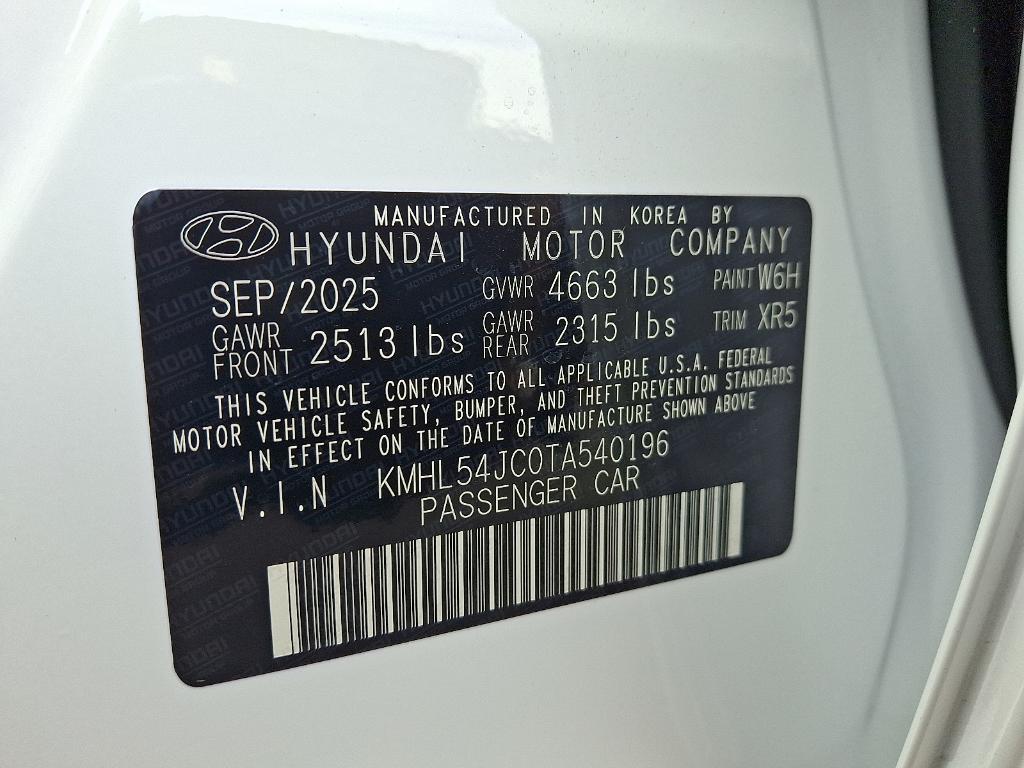 MANUFACTURED IN KOREA BY
HYUNDAI MOTOR COMPANY
SEP/2025 GVWR 4663 lbs PAINT W6H
GAWR FRONT 2513 lbs GAWR REAR 2315 lbs TRIM XR5
THIS VEHICLE CONFORMS TO ALL APPLICABLE U.S.A. FEDERAL
MOTOR VEHICLE SAFETY, BUMPER, AND THEFT PREVENTION STANDARDS
IN EFFECT ON THE DATE OF MANUFACTURE SHOWN ABOVE
V.I.N KMHL54JC0TA540196
PASSENGER CAR